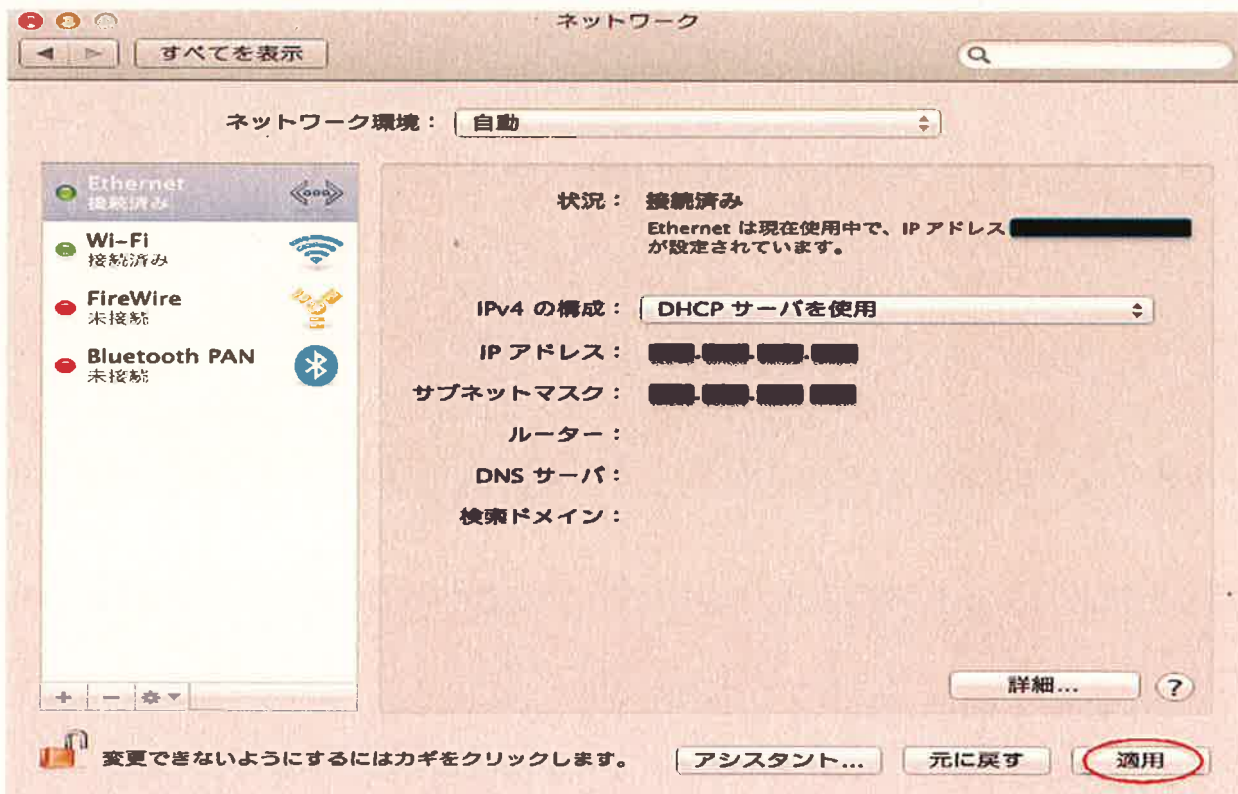 ネットワーク
すべてを表示
ネットワーク環境： 自動
Ethernet
接続済み
Wi-Fi
接続済み
FireWire
未接続
Bluetooth PAN
未接続
状況： 接続済み
Ethernet は現在使用中で、IP アドレス
が設定されています。
IPv4 の構成： DHCP サーバを使用
IP アドレス：
サブネットマスク：
ルーター：
DNS サーバ：
検索ドメイン：
詳細... ?
変更できないようにするにはカギをクリックします。 アシスタント... 元に戻す 適用